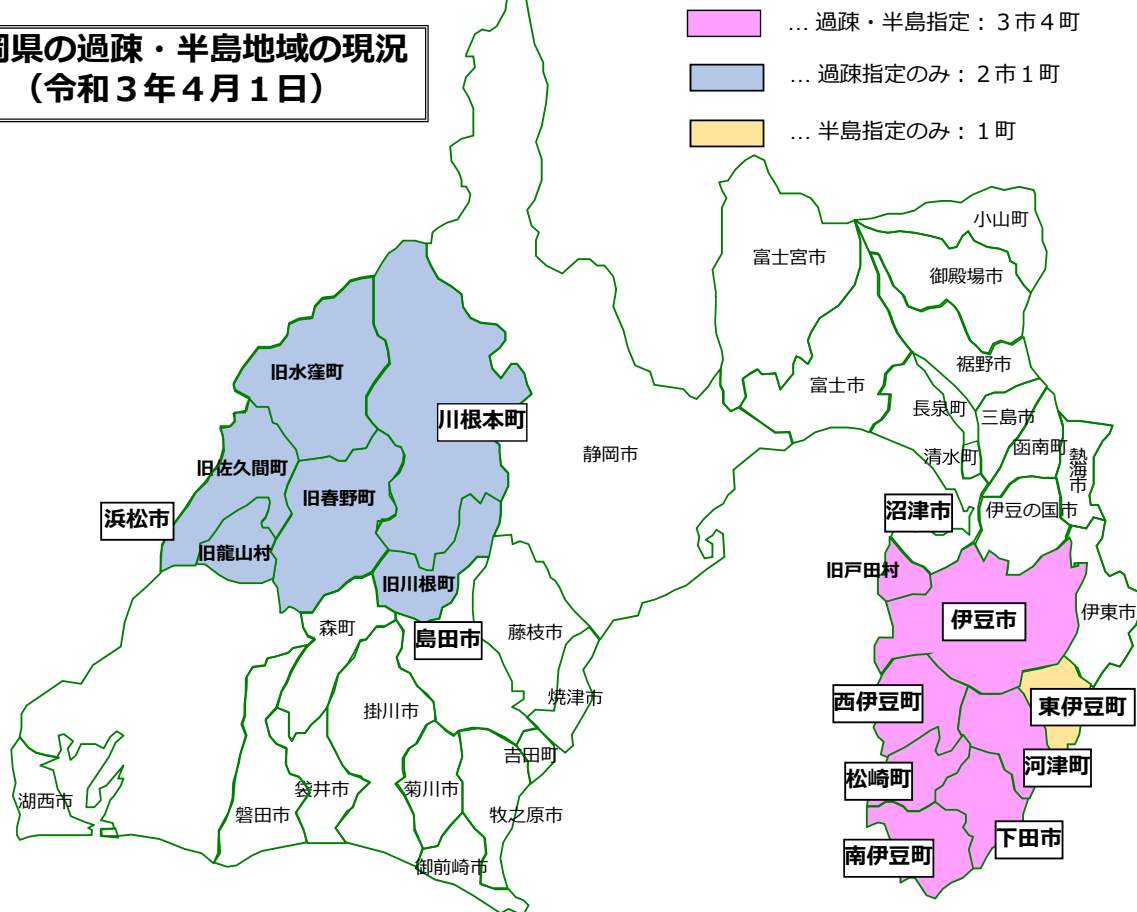 岡県の過疎・半島地域の現況
（令和３年４月１日）
… 過疎・半島指定：３市４町
… 過疎指定のみ：２市１町
… 半島指定のみ：１町
小山町
富士宮市
御殿場市
裾野市
旧水窪町
富士市
長泉町
三島市
川根本町
函南町
静岡市
清水町
熱海市
旧佐久間町
旧春野町
浜松市
沼津市
伊豆の国市
旧龍山村
旧戸田村
旧川根町
伊豆市
伊東市
森町
島田市
藤枝市
焼津市
西伊豆町
東伊豆町
掛川市
吉田町
河津町
湖西市
袋井市
菊川市
松崎町
磐田市
牧之原市
下田市
南伊豆町
御前崎市